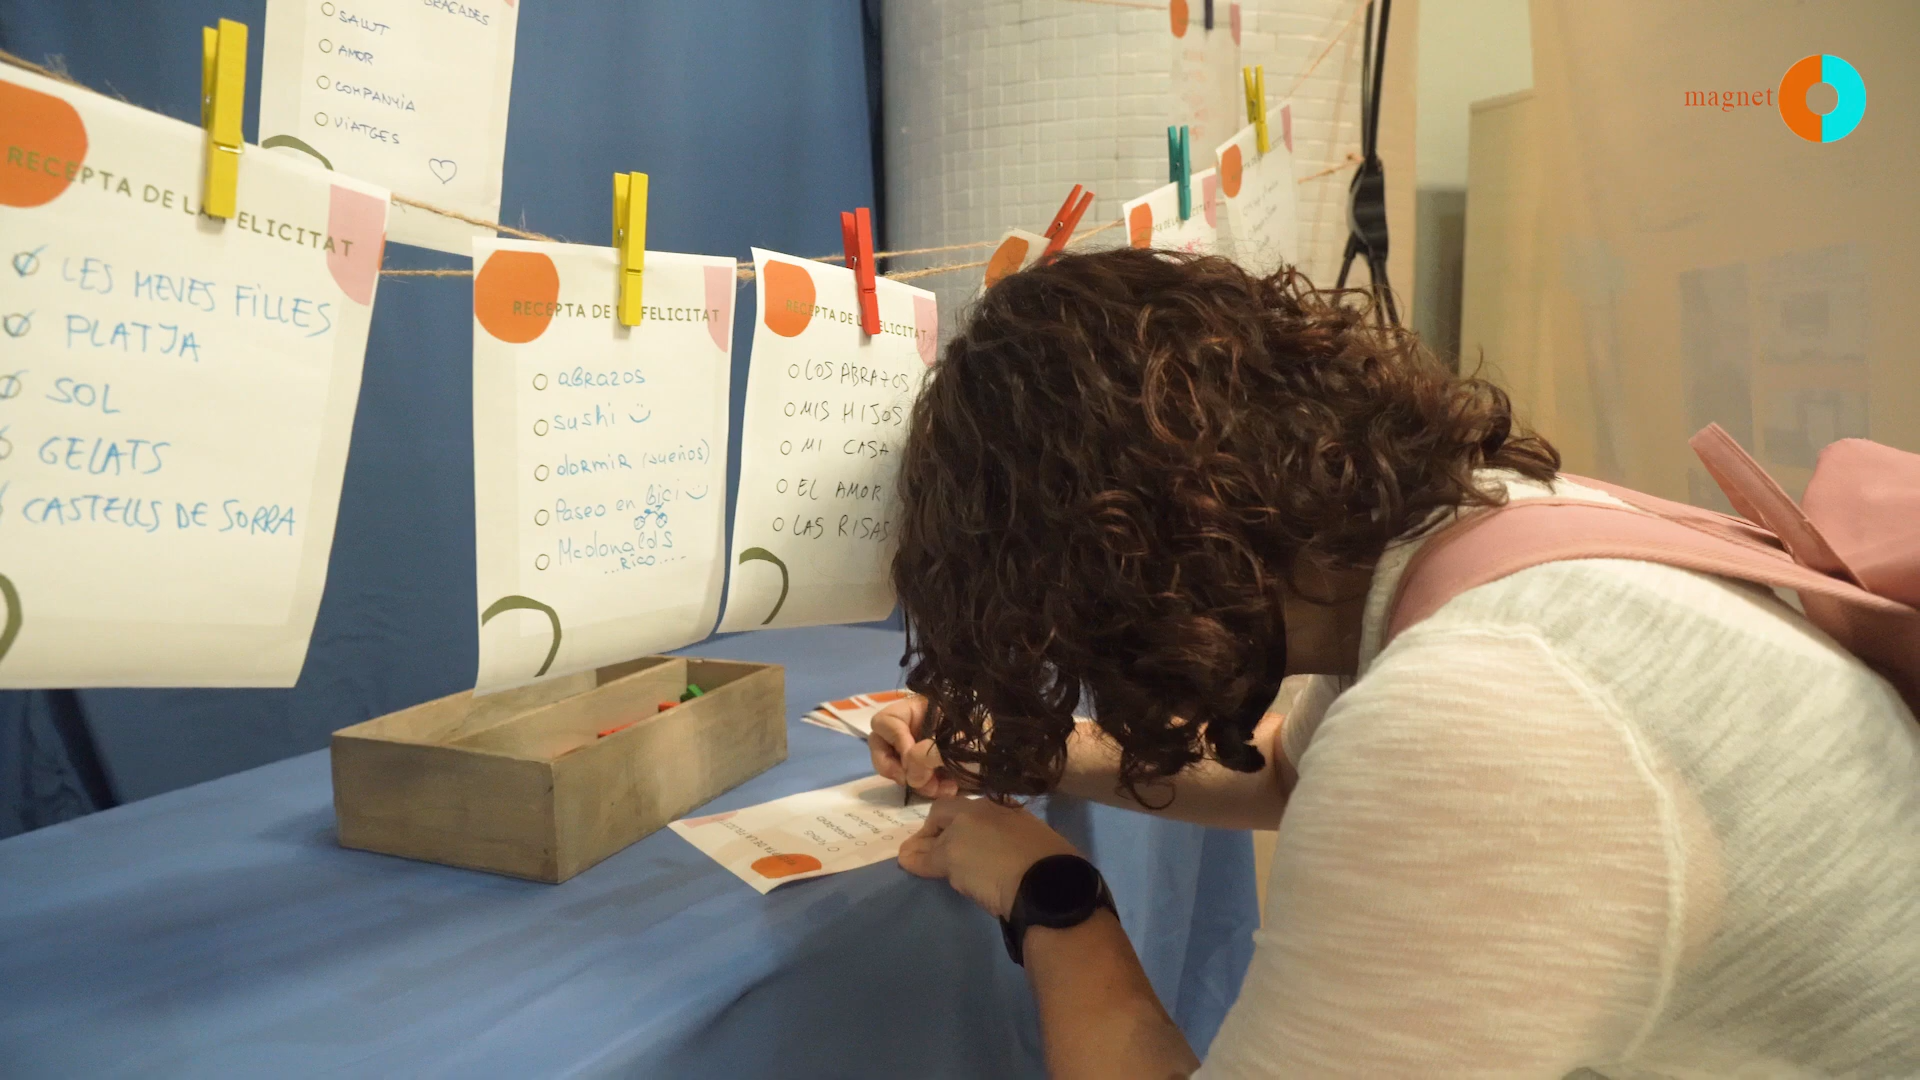 BRAÇADES
SALUT
AMOR
COMPANYIA
VIATGES
RECEPTA DE LA FELICITAT
LES MEVES FILLES
PLATJA
SOL
GELATS
CASTELLS DE SORRA
RECEPTA DE FELICITAT
abrazos
sushi
dormir (sueños)
Paseo en bici
Mcdonalds
...Rico....
RECEPTA DE LA FELICITAT
LOS ABRAZOS
MIS HIJOS
MI CASA
EL AMOR
LAS RISAS
magnet